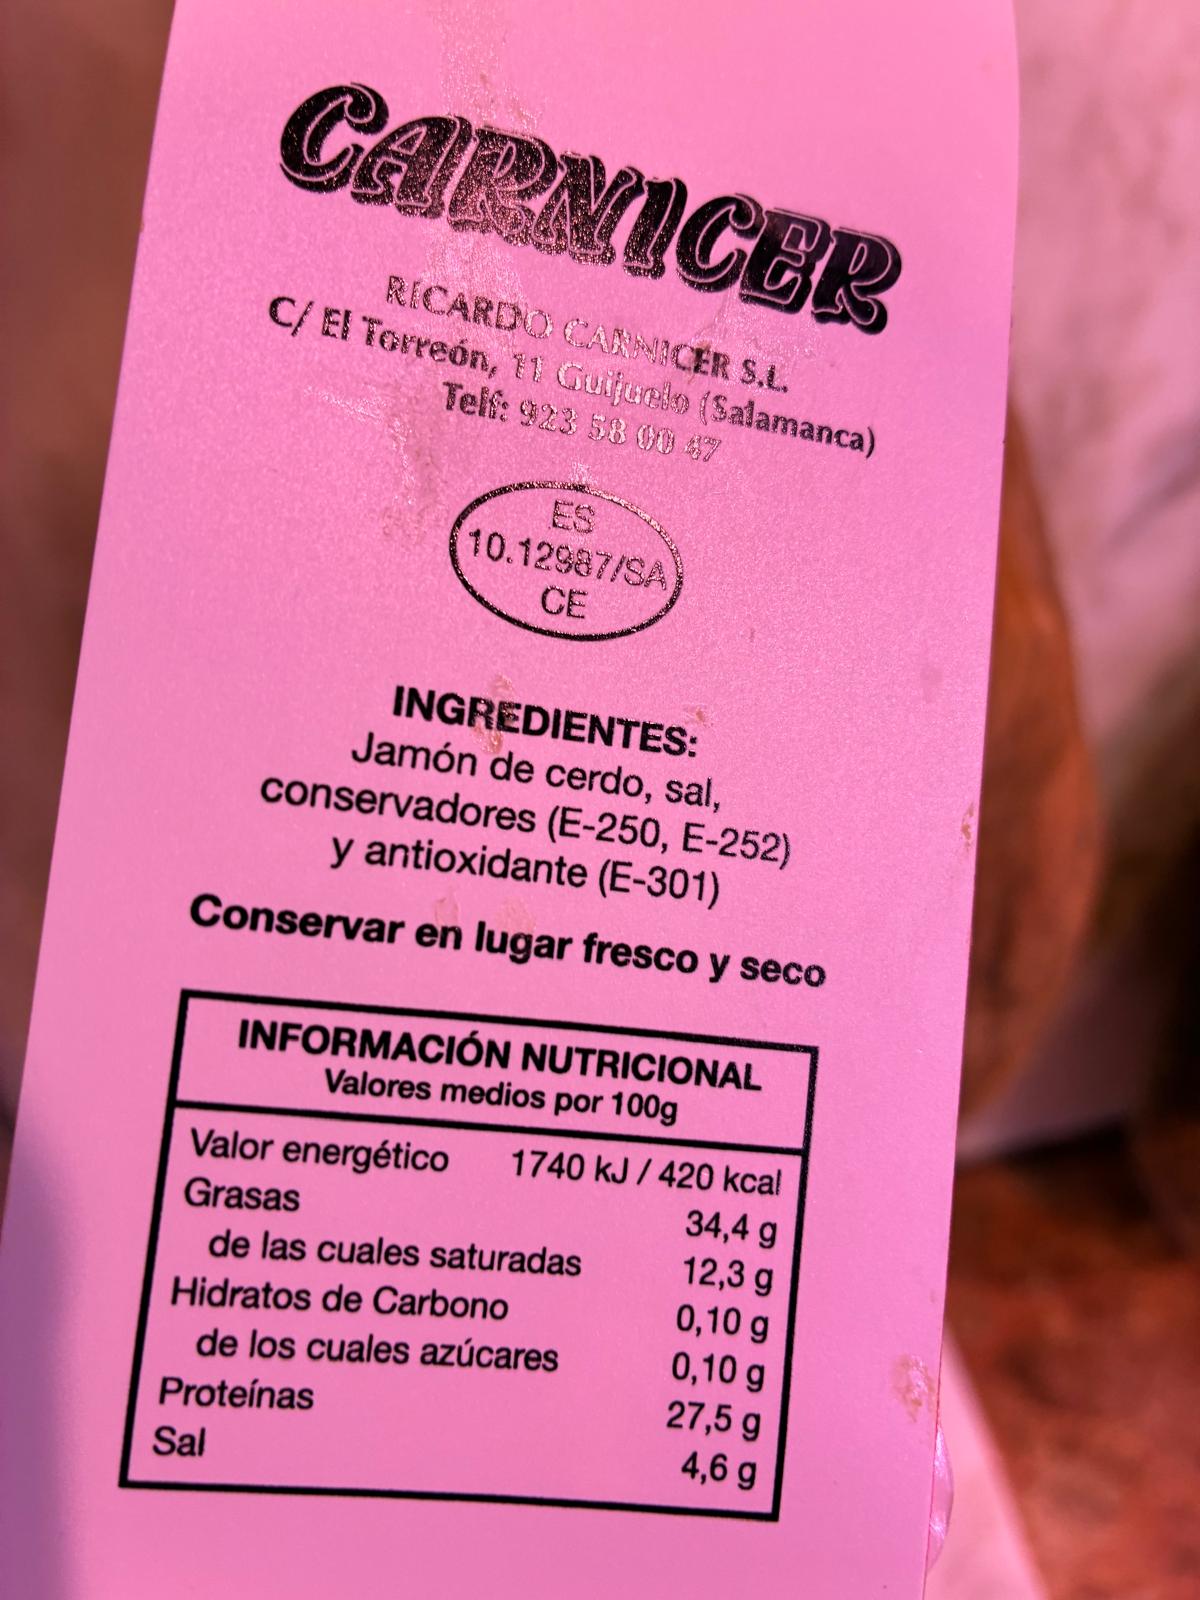 CARNICER
RICARDO CARNICER S.L.
C/ El Torreón, 11 Guijuelo (Salamanca)
Telf: 923 58 00 47
ES
10.12987/SA
CE
INGREDIENTES:
Jamón de cerdo, sal,
conservadores (E-250, E-252)
y antioxidante (E-301)
Conservar en lugar fresco y seco
INFORMACIÓN NUTRICIONAL
Valores medios por 100g
Valor energético 1740 kJ / 420 kcal
Grasas 34,4 g
de las cuales saturadas 12,3 g
Hidratos de Carbono 0,10 g
de los cuales azúcares 0,10 g
Proteínas 27,5 g
Sal 4,6 g